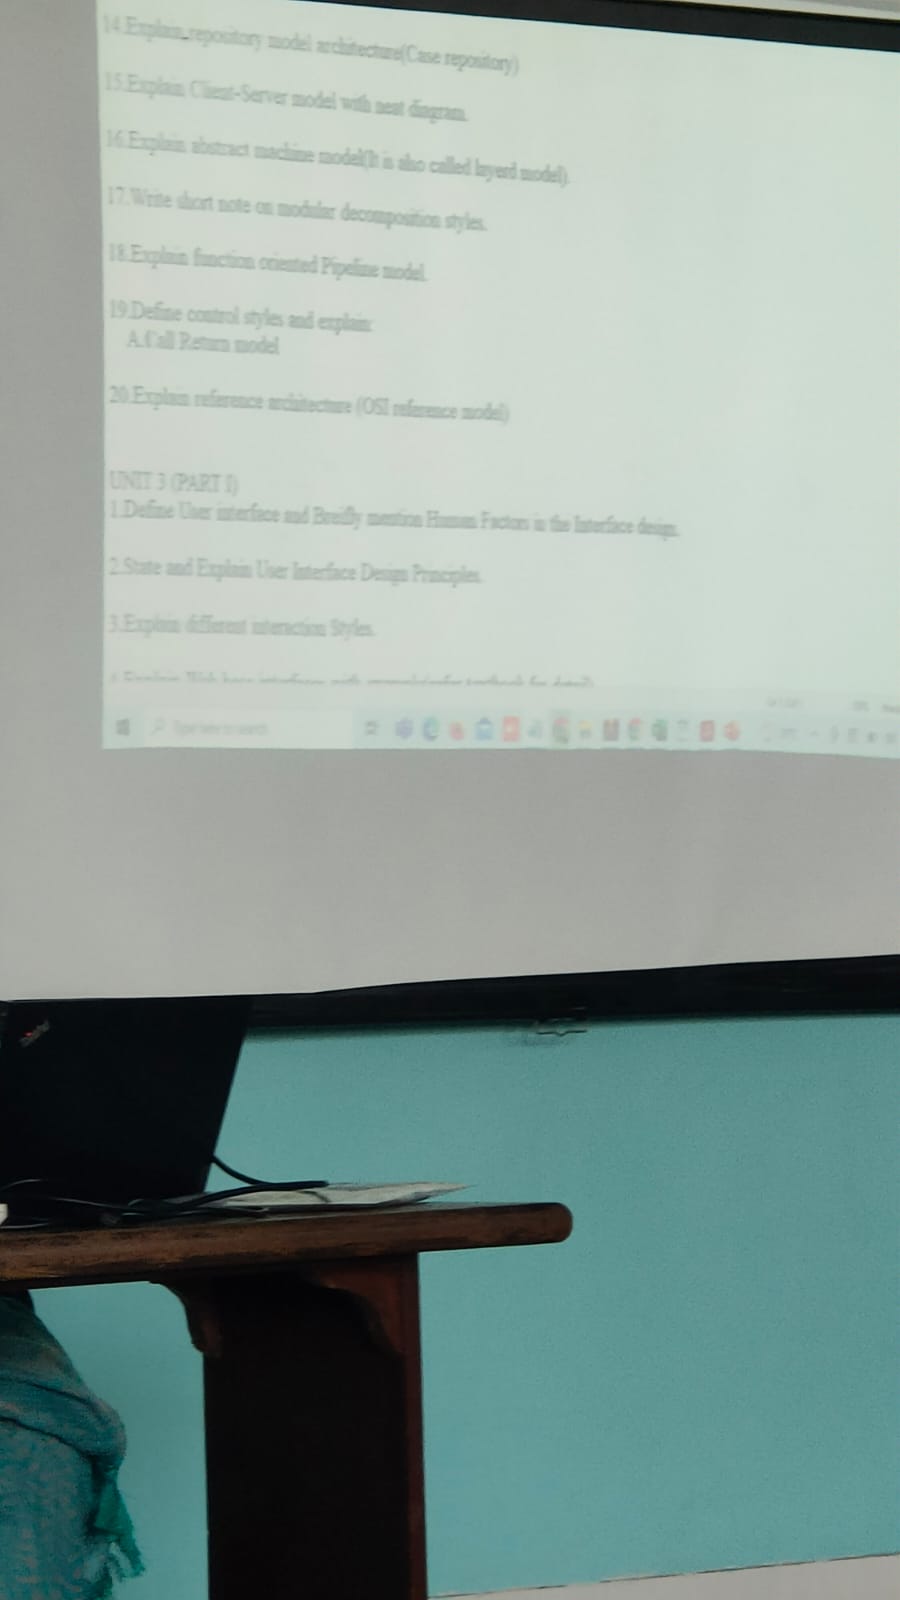 14.Explain repository model architecture(Case repository)
15.Explain Client-Server model with neat diagram.
16.Explain abstract machine model(It is also called layerd model).
17.Write short note on modular decomposition styles.
18.Explain function oriented Pipeline model.
19.Define control styles and explain:
A.Call Return model
20.Explain reference architecture (OSI reference model)
UNIT 3 (PART I)
1.Define User interface and Breifly mention Human Factors in the Interface design.
2.State and Explain User Interface Design Principles.
3.Explain different interaction Styles.
Type here to search